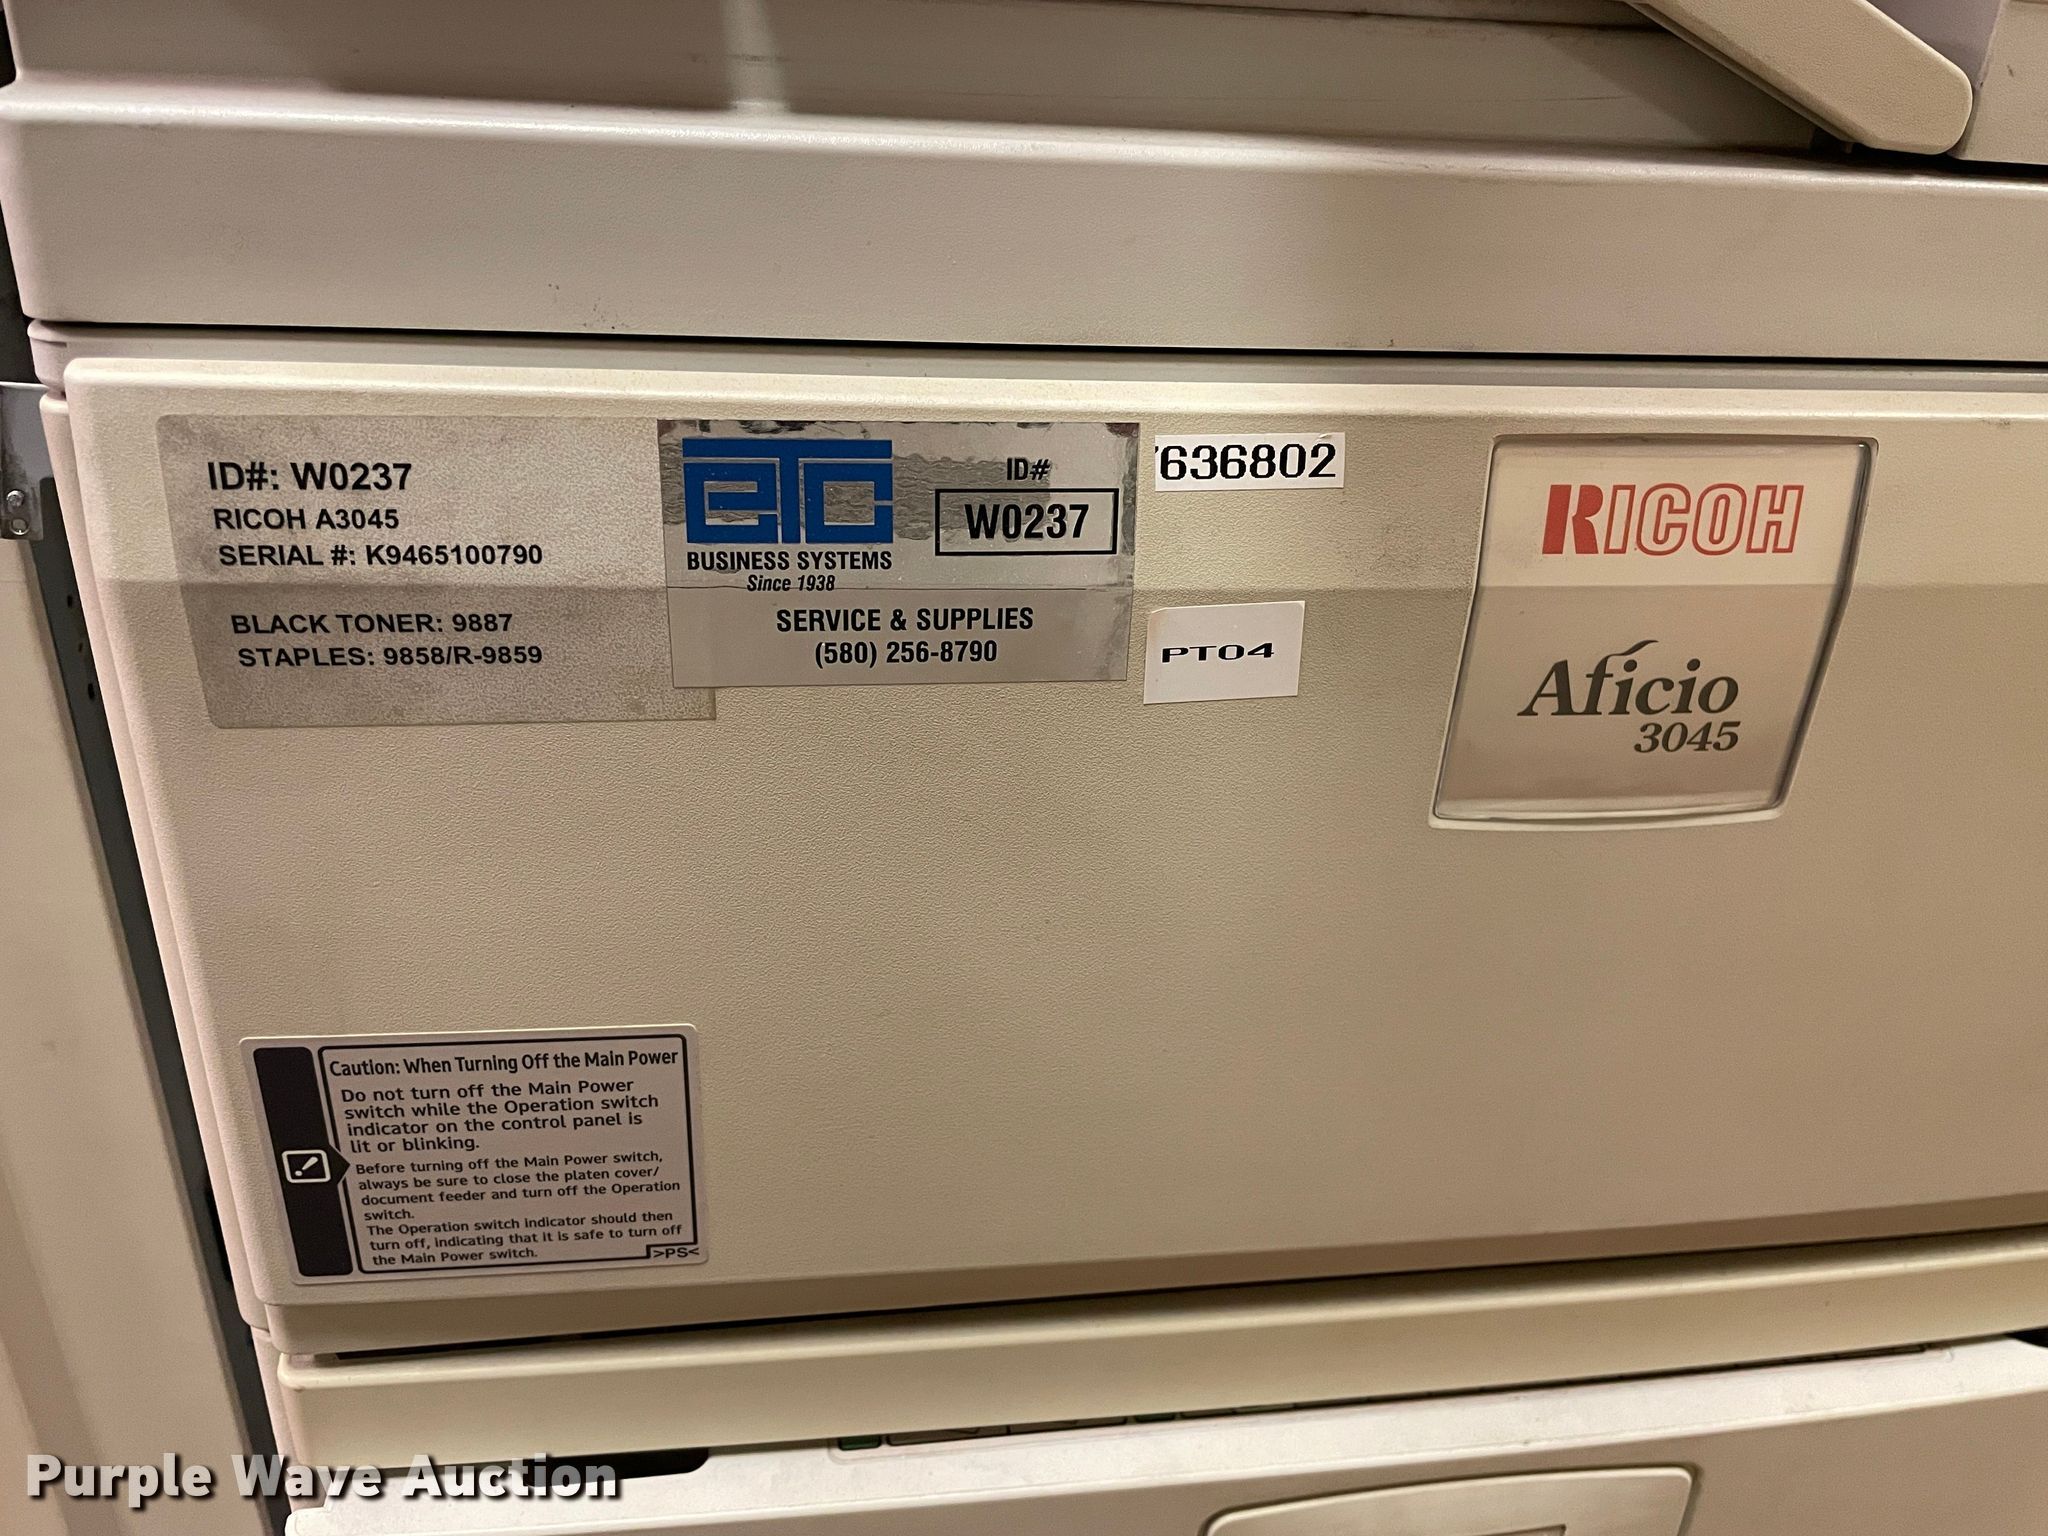 ID#: W0237
RICOH A3045
SERIAL #: K9465100790
BLACK TONER: 9887
STAPLES: 9858/R-9859
ETC
BUSINESS SYSTEMS
Since 1938
ID#
W0237
SERVICE & SUPPLIES
(580) 256-8790
636802
PT04
RICOH
Aficio
3045
Caution: When Turning Off the Main Power
Do not turn off the Main Power
switch while the Operation switch
indicator on the control panel is
lit or blinking.
Before turning off the Main Power switch,
always be sure to close the platen cover/
document feeder and turn off the Operation
switch.
The Operation switch indicator should then
turn off, indicating that it is safe to turn off
the Main Power switch.
>PS<
Purple Wave Auction